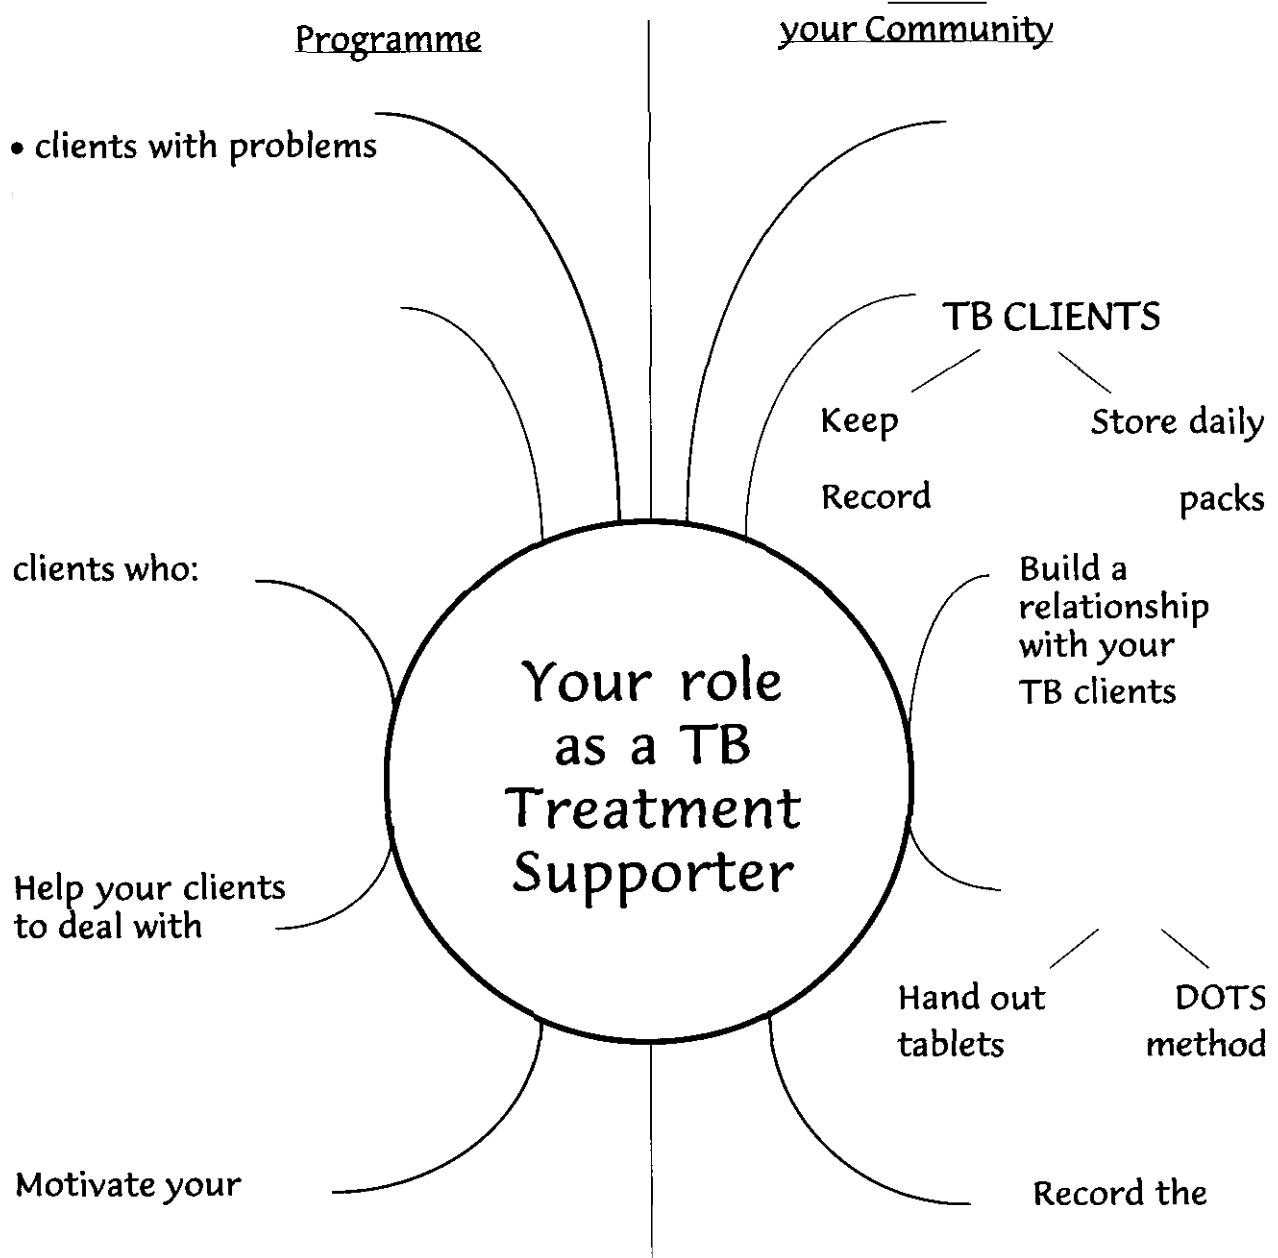 Programme
your Community
• clients with problems
TB CLIENTS
Keep
Store daily
Record
packs
clients who:
Build a
relationship
with your
TB clients
Your role
as a TB
Treatment
Supporter
Help your clients
to deal with
Hand out
tablets
DOTS
method
Motivate your
Record the